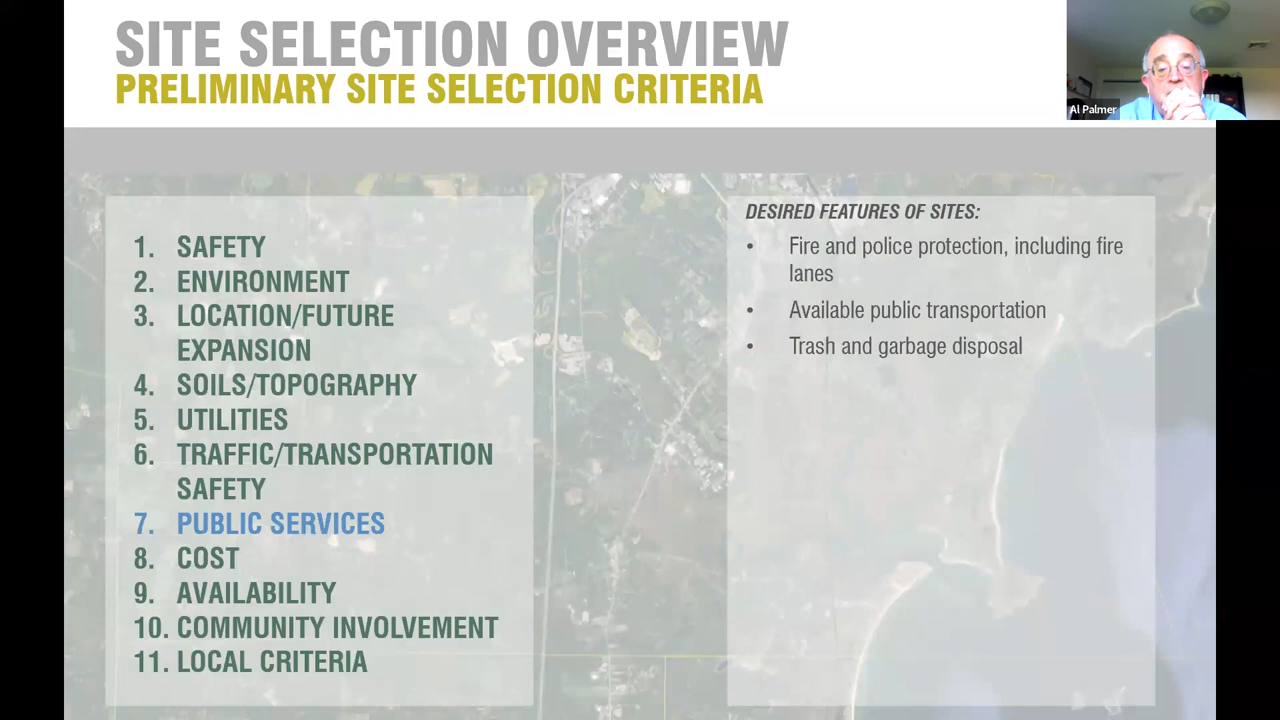 SITE SELECTION OVERVIEW
PRELIMINARY SITE SELECTION CRITERIA
Al Palmer
1. SAFETY
2. ENVIRONMENT
3. LOCATION/FUTURE
EXPANSION
4. SOILS/TOPOGRAPHY
5. UTILITIES
6. TRAFFIC/TRANSPORTATION
SAFETY
7. PUBLIC SERVICES
8. COST
9. AVAILABILITY
10. COMMUNITY INVOLVEMENT
11. LOCAL CRITERIA
DESIRED FEATURES OF SITES:
• Fire and police protection, including fire
lanes
• Available public transportation
• Trash and garbage disposal